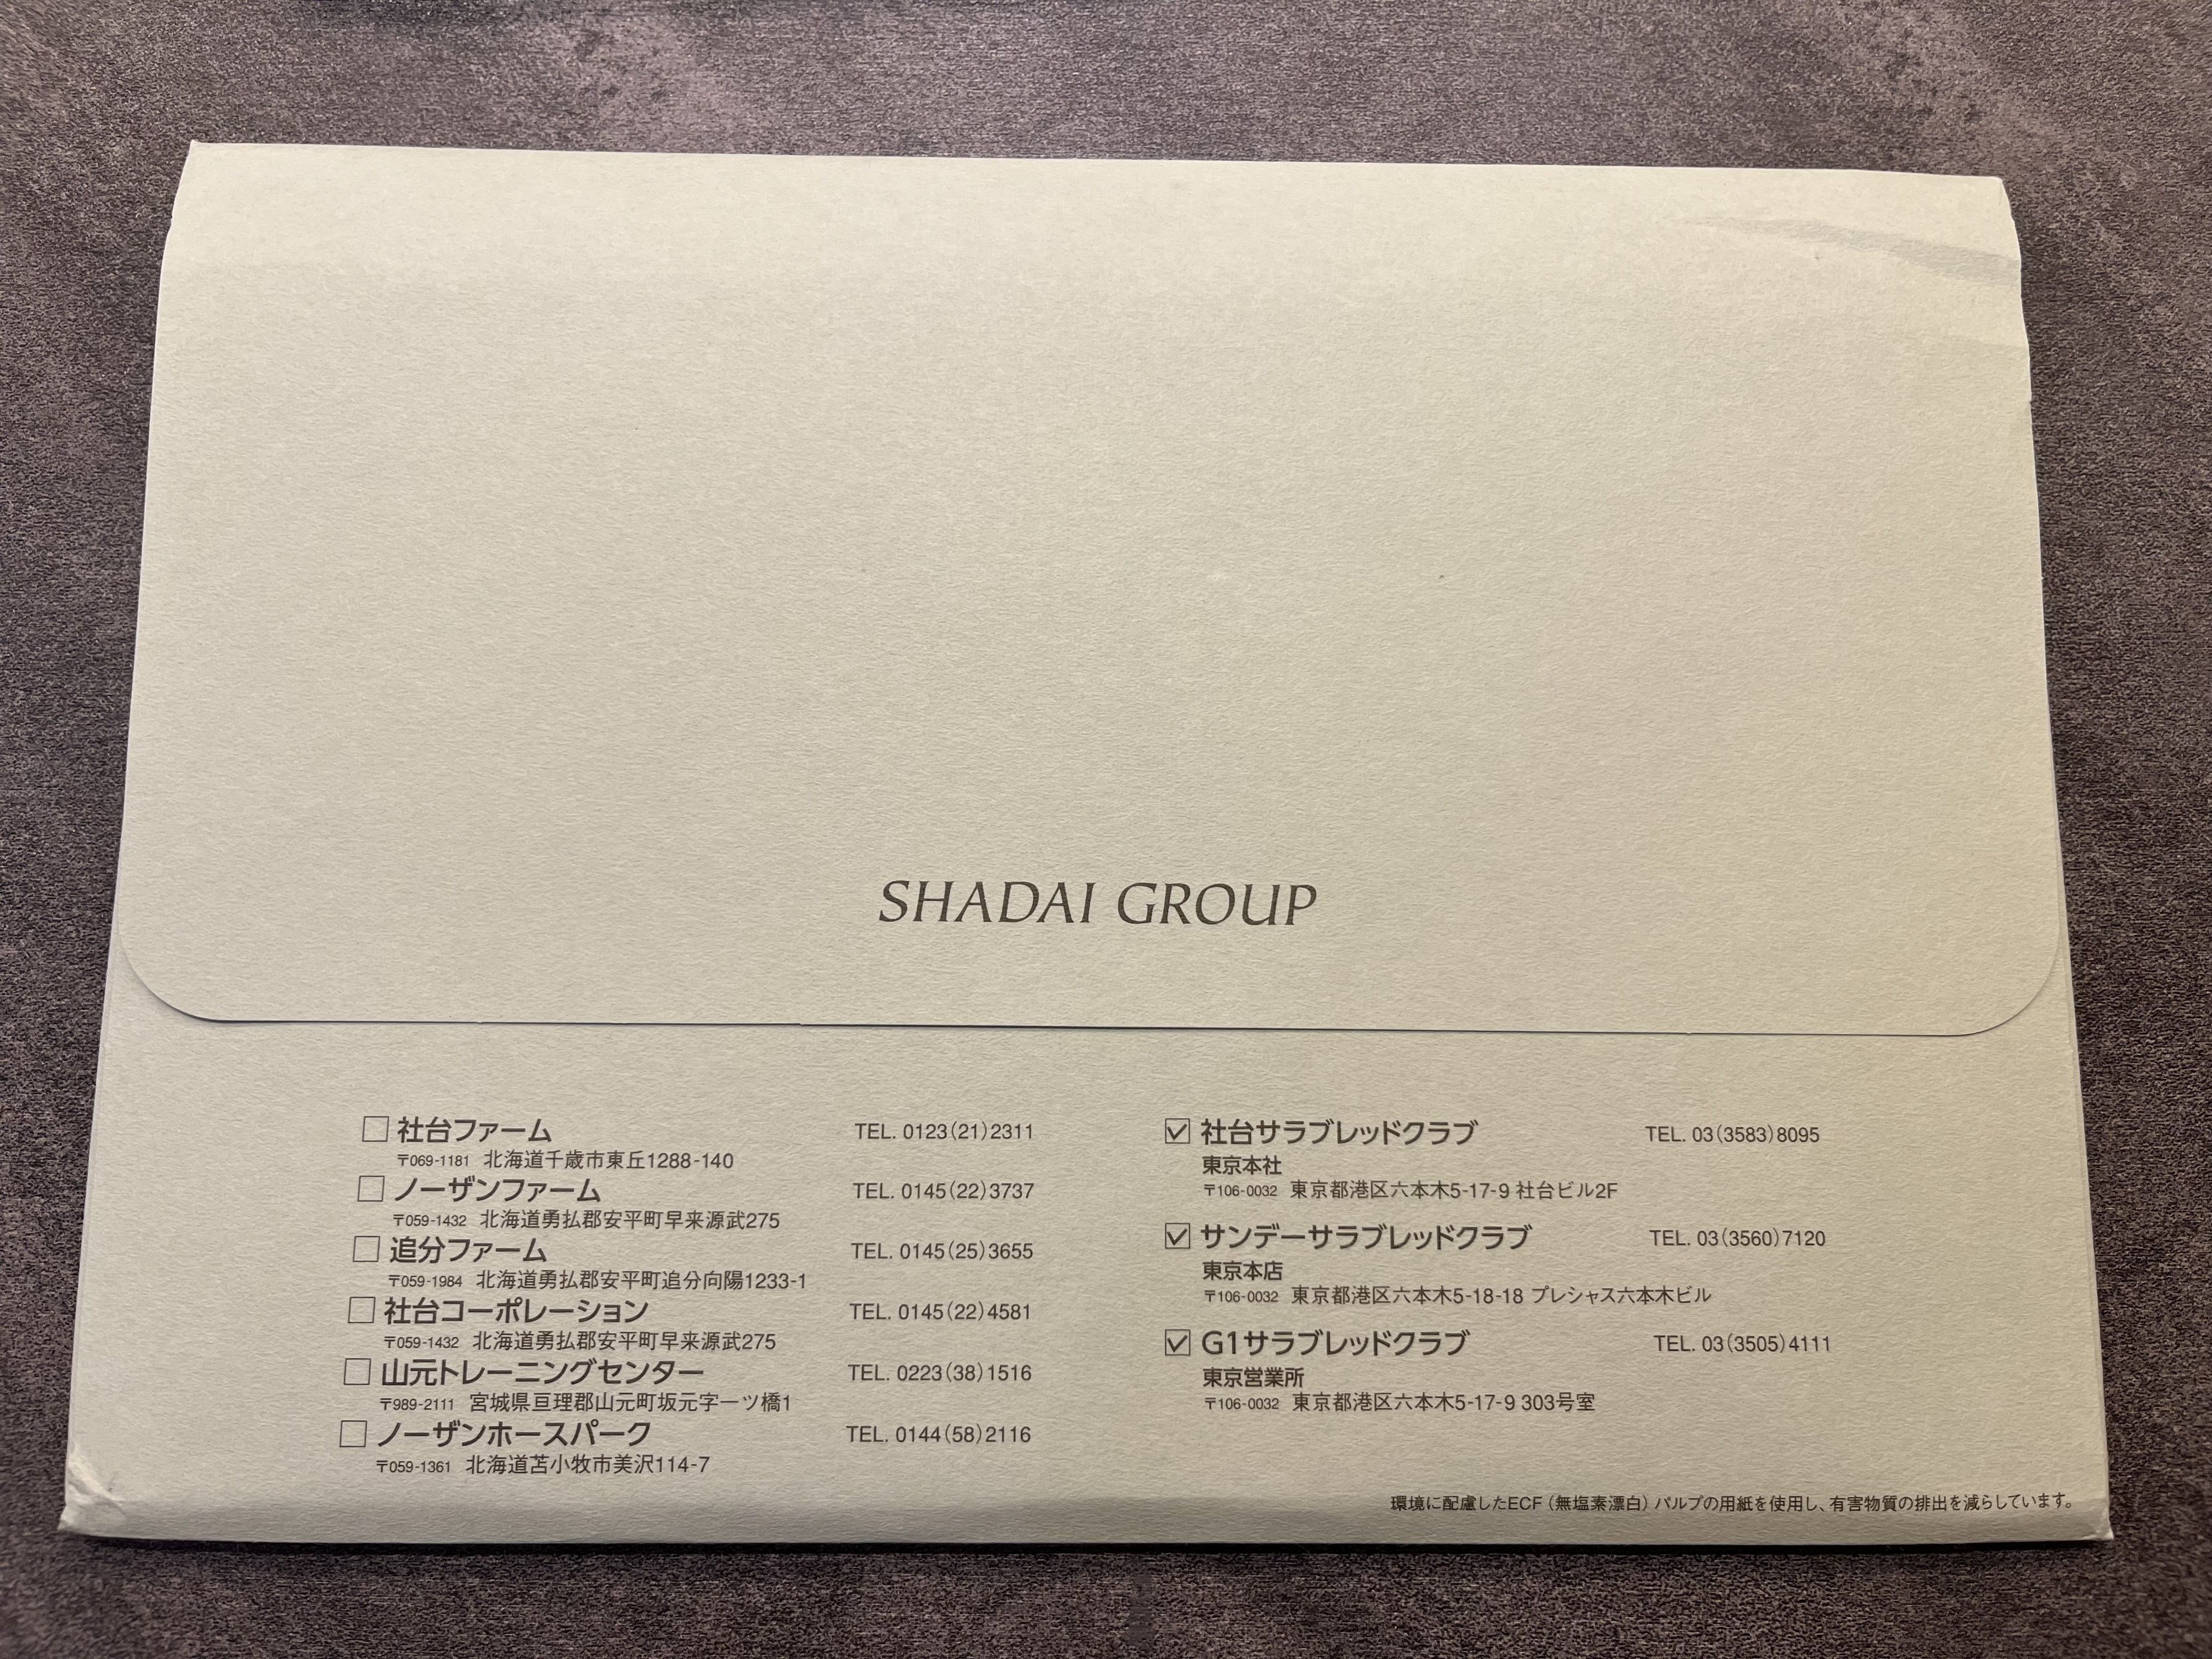 SHADAI GROUP
□ 社台ファーム TEL. 0123(21)2311
〒069-1181 北海道千歳市東丘1288-140
□ ノーザンファーム TEL. 0145(22)3737
〒059-1432 北海道勇払郡安平町早来源武275
□ 追分ファーム TEL. 0145(25)3655
〒059-1984 北海道勇払郡安平町追分向陽1233-1
□ 社台コーポレーション TEL. 0145(22)4581
〒059-1432 北海道勇払郡安平町早来源武275
□ 山元トレーニングセンター TEL. 0223(38)1516
〒989-2111 宮城県亘理郡山元町坂元字一ツ橋1
□ ノーザンホースパーク TEL. 0144(58)2116
〒059-1361 北海道苫小牧市美沢114-7
☑ 社台サラブレッドクラブ TEL. 03(3583)8095
東京本社
〒106-0032 東京都港区六本木5-17-9 社台ビル2F
☑ サンデーサラブレッドクラブ TEL. 03(3560)7120
東京本店
〒106-0032 東京都港区六本木5-18-18 プレシャス六本木ビル
☑ G1サラブレッドクラブ TEL. 03(3505)4111
東京営業所
〒106-0032 東京都港区六本木5-17-9 303号室
環境に配慮したECF（無塩素漂白）パルプの用紙を使用し、有害物質の排出を減らしています。